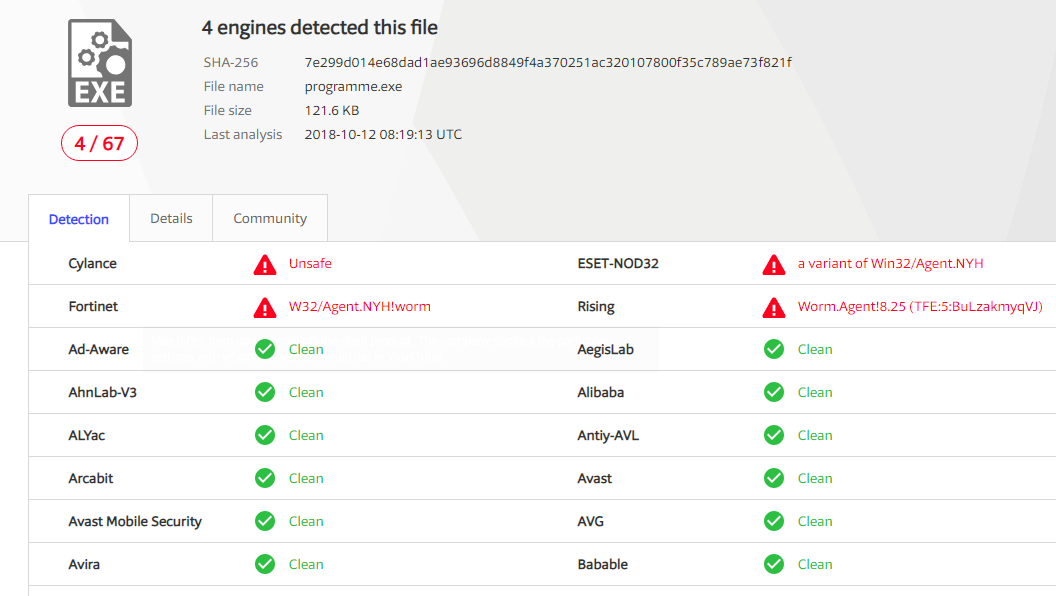 4 engines detected this file
SHA-256 7e299d014e68dad1ae93696d8849f4a370251ac320107800f35c789ae73f821f
File name programme.exe
File size 121.6 KB
Last analysis 2018-10-12 08:19:13 UTC
EXE
4 / 67
Detection Details Community
Cylance Unsafe ESET-NOD32 a variant of Win32/Agent.NYH
Fortinet W32/Agent.NYH!worm Rising Worm.Agent!8.25 (TFE:5:BuLzakmyqVJ)
Ad-Aware Clean AegisLab Clean
AhnLab-V3 Clean Alibaba Clean
ALYac Clean Antiy-AVL Clean
Arcabit Clean Avast Clean
Avast Mobile Security Clean AVG Clean
Avira Clean Babable Clean